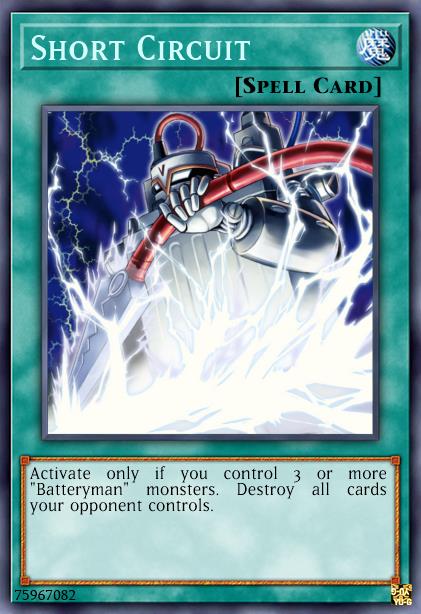 SHORT CIRCUIT
魔
[SPELL CARD]
Activate only if you control 3 or more
"Batteryman" monsters. Destroy all cards
your opponent controls.
75967082